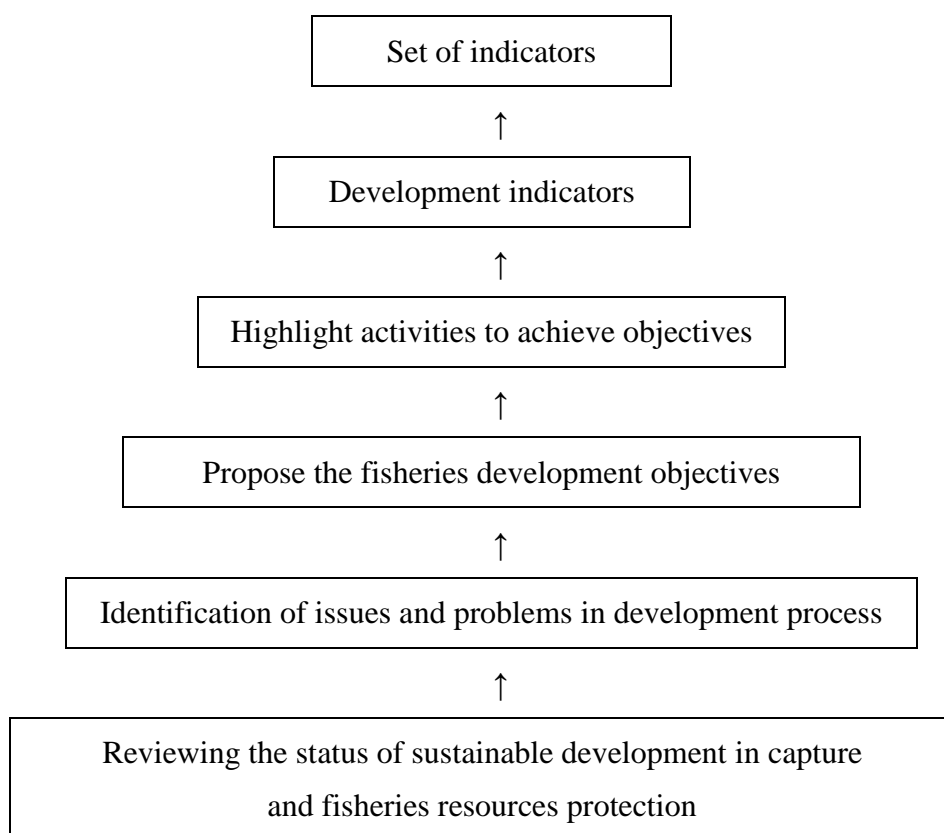 Set of indicators
↑
Development indicators
↑
Highlight activities to achieve objectives
↑
Propose the fisheries development objectives
↑
Identification of issues and problems in development process
↑
Reviewing the status of sustainable development in capture
and fisheries resources protection